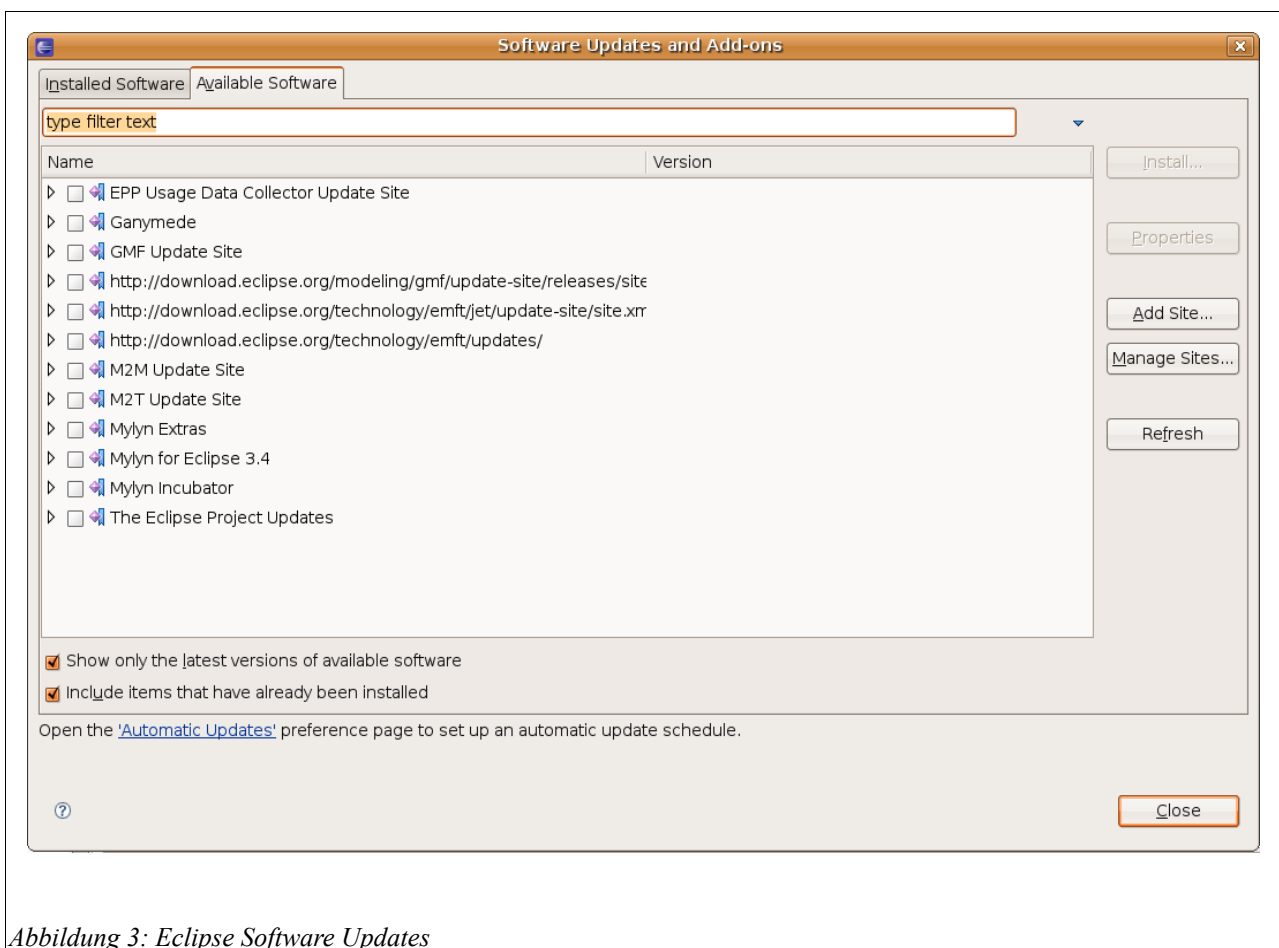 Software Updates and Add-ons
Installed Software Available Software
type filter text
Name Version
Install...
EPP Usage Data Collector Update Site
Ganymede
Properties
GMF Update Site
http://download.eclipse.org/modeling/gmf/update-site/releases/site
http://download.eclipse.org/technology/emft/jet/update-site/site.xm
Add Site...
http://download.eclipse.org/technology/emft/updates/
Manage Sites...
M2M Update Site
M2T Update Site
Mylyn Extras
Refresh
Mylyn for Eclipse 3.4
Mylyn Incubator
The Eclipse Project Updates
Show only the latest versions of available software
Include items that have already been installed
Open the 'Automatic Updates' preference page to set up an automatic update schedule.
Close
Abbildung 3: Eclipse Software Updates